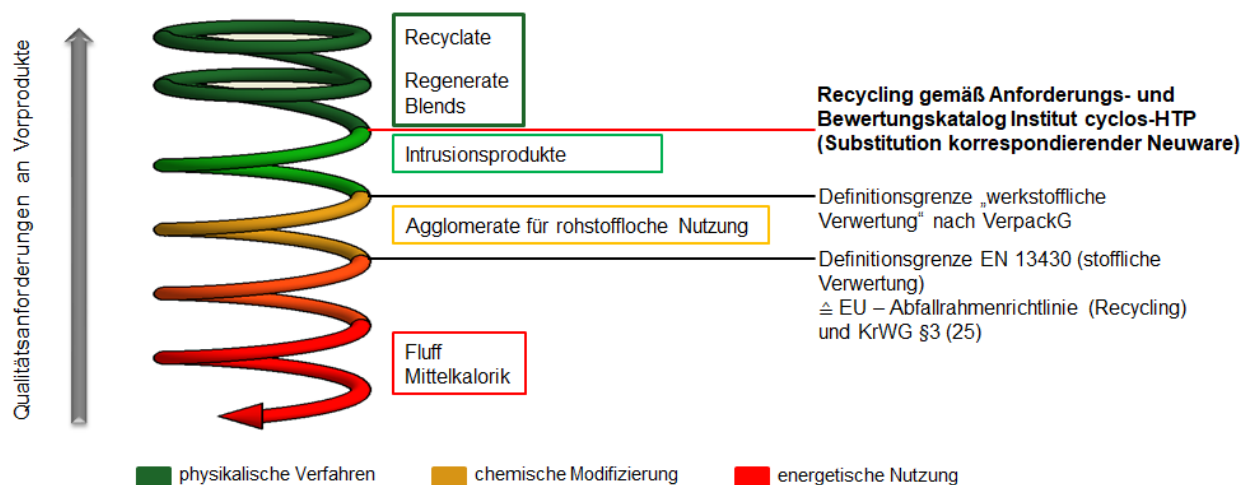 Qualitätsanforderungen an Vorprodukte
Recyclate
Regenerate
Blends
Recycling gemäß Anforderungs- und
Bewertungskatalog Institut cyclos-HTP
(Substitution korrespondierender Neuware)
Intrusionsprodukte
Definitionsgrenze „werkstoffliche
Verwertung“ nach VerpackG
Agglomerate für rohstoffloche Nutzung
Definitionsgrenze EN 13430 (stoffliche
Verwertung)
≙ EU – Abfallrahmenrichtlinie (Recycling)
und KrWG §3 (25)
Fluff
Mittelkalorik
physikalische Verfahren
chemische Modifizierung
energetische Nutzung